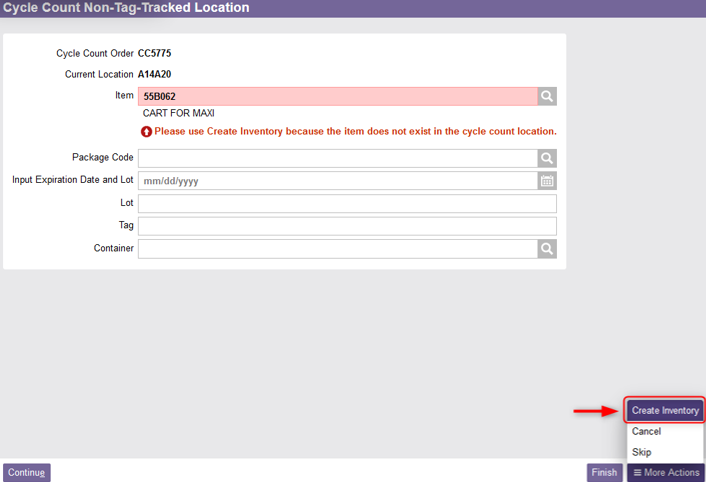 Cycle Count Non-Tag-Tracked Location
Cycle Count Order CC5775
Current Location A14A20
Item 55B062
CART FOR MAXI
Please use Create Inventory because the item does not exist in the cycle count location.
Package Code
Input Expiration Date and Lot mm/dd/yyyy
Lot
Tag
Container
Create Inventory
Cancel
Skip
Continue Finish More Actions